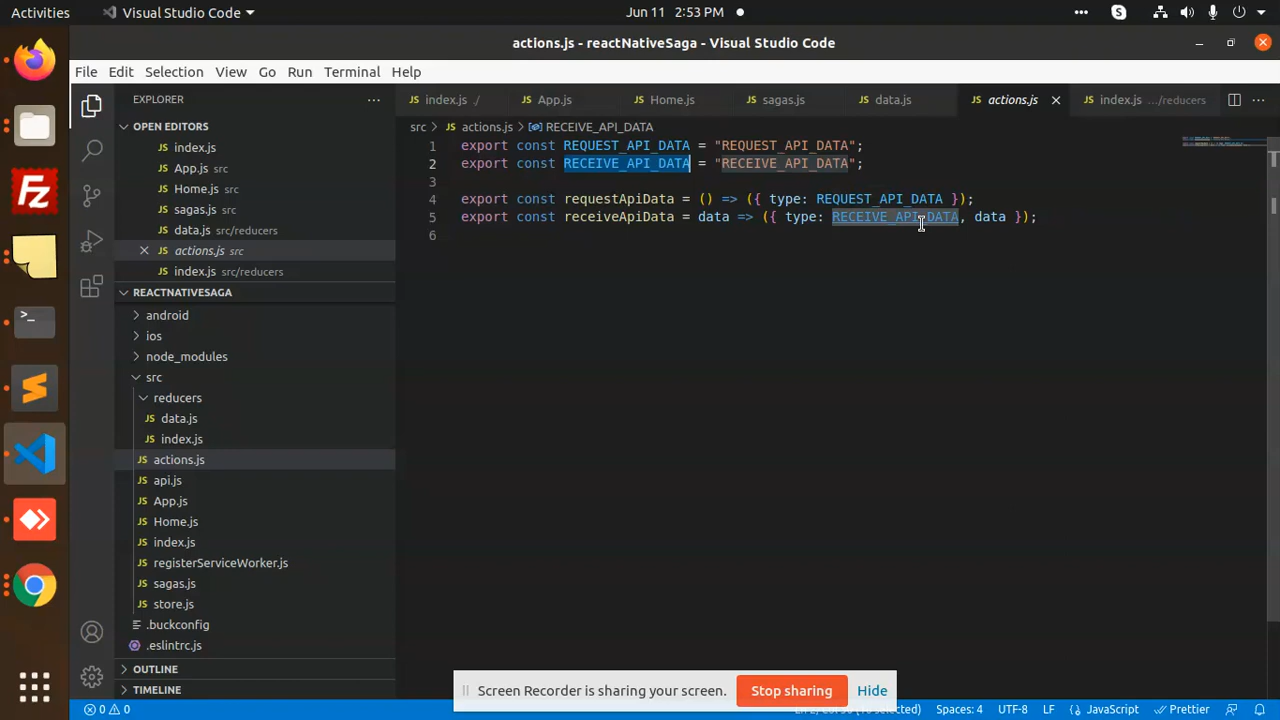 Activities
Visual Studio Code
Jun 11 2:53 PM
actions.js - reactNativeSaga - Visual Studio Code
File Edit Selection View Go Run Terminal Help
EXPLORER
index.js /
App.js
Home.js
sagas.js
data.js
actions.js
index.js .../reducers
OPEN EDITORS
index.js
App.js src
Home.js src
sagas.js src
data.js src/reducers
actions.js src
index.js src/reducers
REACTNATIVESAGA
android
ios
node_modules
src
reducers
data.js
index.js
actions.js
api.js
App.js
Home.js
index.js
registerServiceWorker.js
sagas.js
store.js
.buckconfig
.eslintrc.js
OUTLINE
TIMELINE
src > JS actions.js > RECEIVE_API_DATA
1 export const REQUEST_API_DATA = "REQUEST_API_DATA";
2 export const RECEIVE_API_DATA = "RECEIVE_API_DATA";
3
4 export const requestApiData = () => ({ type: REQUEST_API_DATA });
5 export const receiveApiData = data => ({ type: RECEIVE_API_DATA, data });
6
Screen Recorder is sharing your screen. Stop sharing Hide
0 0
Spaces: 4 UTF-8 LF JavaScript Prettier